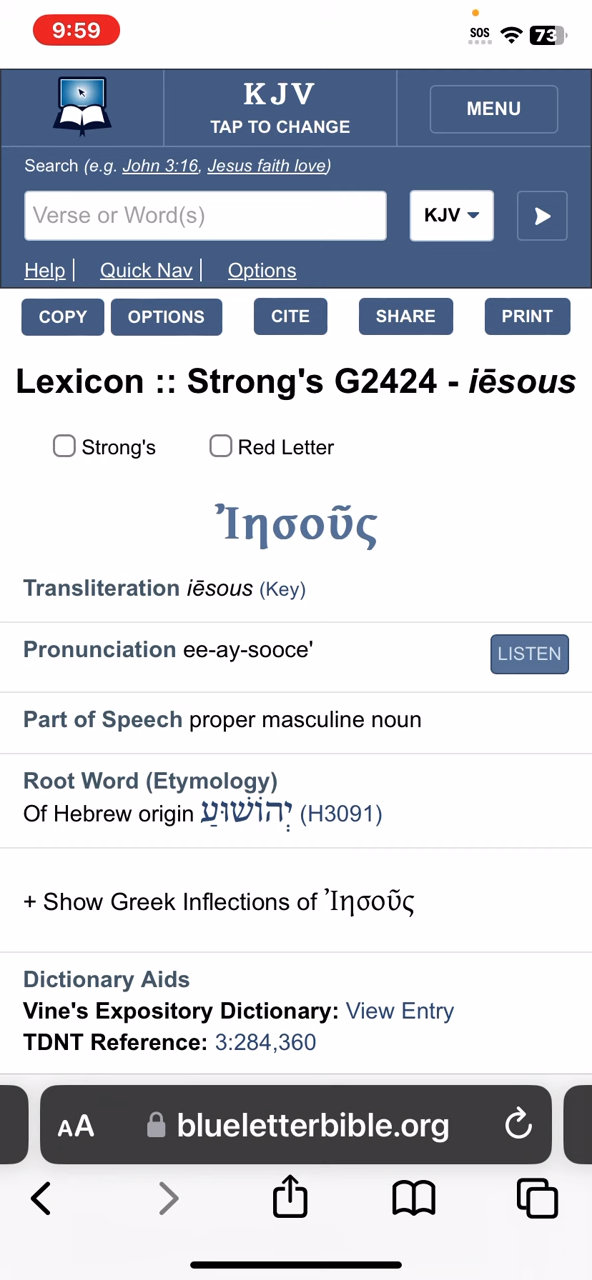 9:59
SOS
73
KJV
TAP TO CHANGE
MENU
Search (e.g. John 3:16, Jesus faith love)
Verse or Word(s)
KJV
Help | Quick Nav | Options
COPY OPTIONS CITE SHARE PRINT
Lexicon :: Strong's G2424 - iēsous
Strong's Red Letter
Ἰησοῦς
Transliteration iēsous (Key)
Pronunciation ee-ay-sooce'
LISTEN
Part of Speech proper masculine noun
Root Word (Etymology)
Of Hebrew origin יְהוֹשׁוּעַ (H3091)
+ Show Greek Inflections of Ἰησοῦς
Dictionary Aids
Vine's Expository Dictionary: View Entry
TDNT Reference: 3:284,360
AA blueletterbible.org